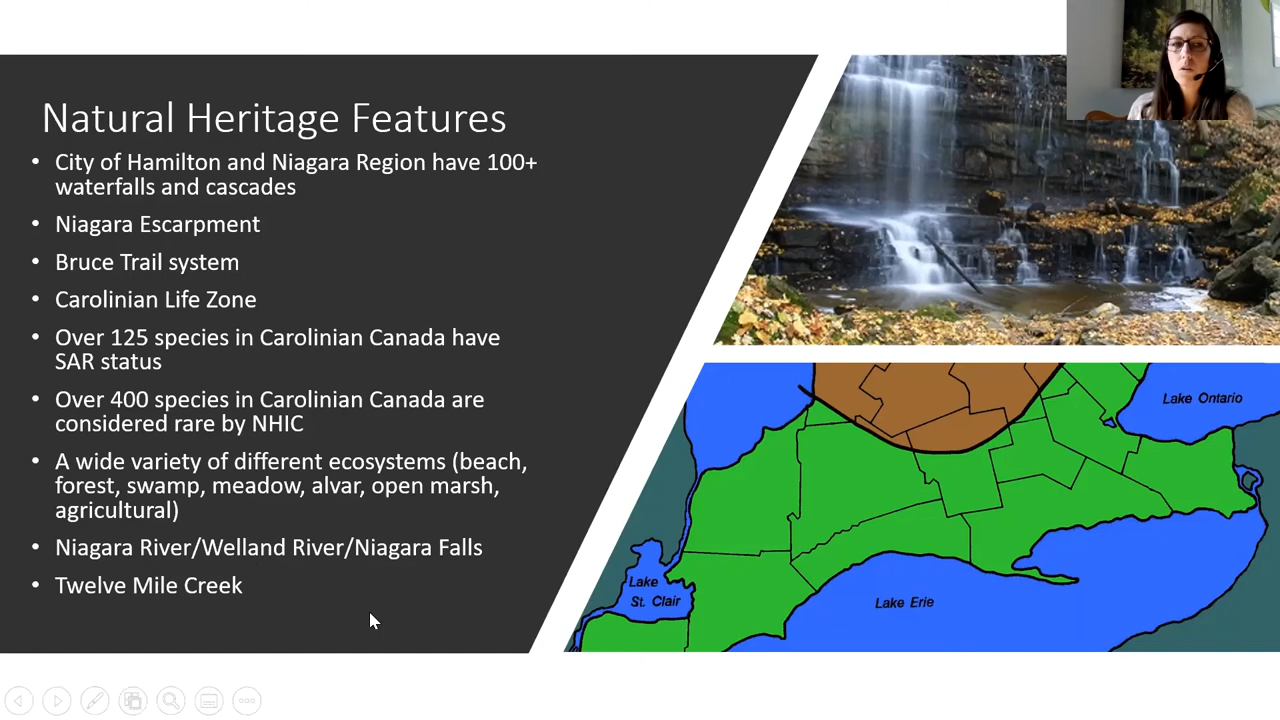 Natural Heritage Features
• City of Hamilton and Niagara Region have 100+
waterfalls and cascades
• Niagara Escarpment
• Bruce Trail system
• Carolinian Life Zone
• Over 125 species in Carolinian Canada have
SAR status
• Over 400 species in Carolinian Canada are
considered rare by NHIC
• A wide variety of different ecosystems (beach,
forest, swamp, meadow, alvar, open marsh,
agricultural)
• Niagara River/Welland River/Niagara Falls
• Twelve Mile Creek
Lake Ontario
Lake
St. Clair
Lake Erie